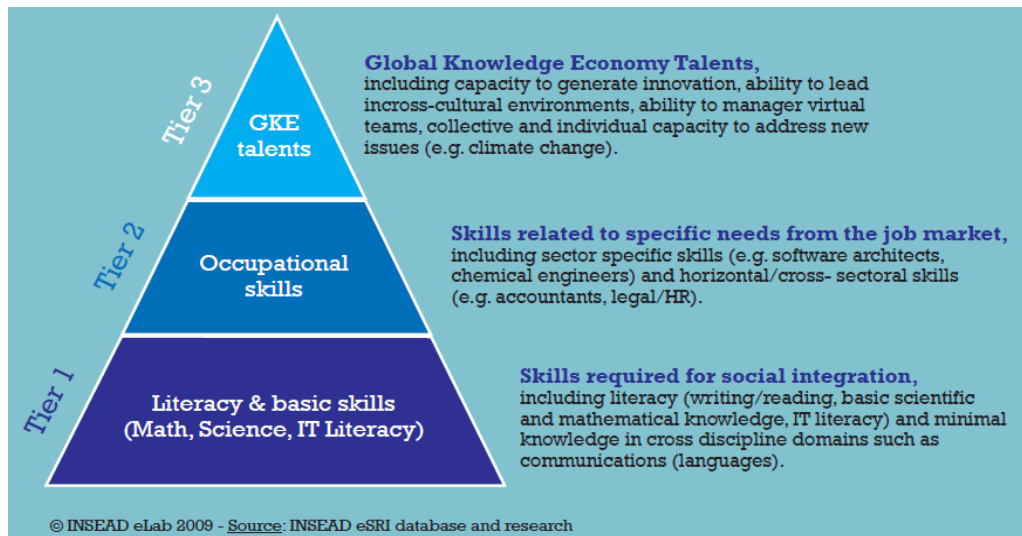 Tier 3
GKE
talents
Global Knowledge Economy Talents,
including capacity to generate innovation, ability to lead
incross-cultural environments, ability to manager virtual
teams, collective and individual capacity to address new
issues (e.g. climate change).
Tier 2
Occupational
skills
Skills related to specific needs from the job market,
including sector specific skills (e.g. software architects,
chemical engineers) and horizontal/cross- sectoral skills
(e.g. accountants, legal/HR).
Tier 1
Literacy & basic skills
(Math, Science, IT Literacy)
Skills required for social integration,
including literacy (writing/reading, basic scientific
and mathematical knowledge, IT literacy) and minimal
knowledge in cross discipline domains such as
communications (languages).
© INSEAD eLab 2009 - Source: INSEAD eSRI database and research